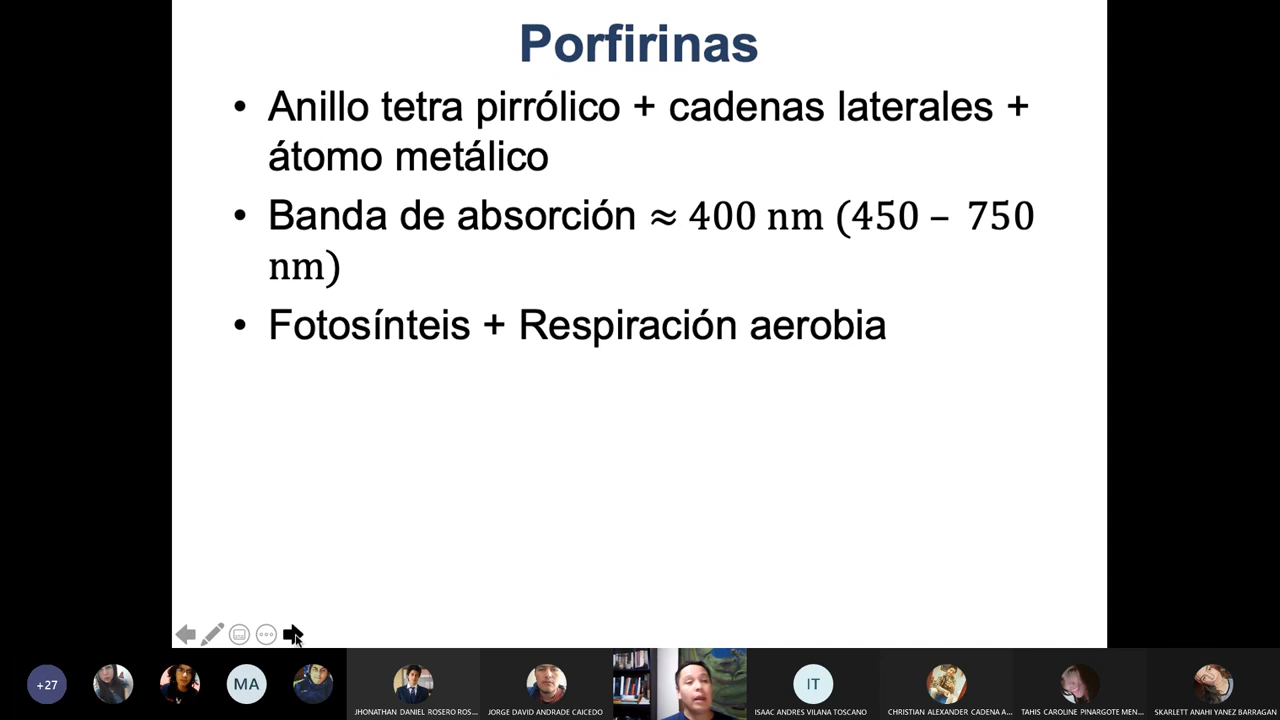 Porfirinas
• Anillo tetra pirrólico + cadenas laterales +
átomo metálico
• Banda de absorción ≈ 400 nm (450 – 750
nm)
• Fotosínteis + Respiración aerobia
+27
MA
JHONATHAN DANIEL ROSERO ROS...
JORGE DAVID ANDRADE CAICEDO
IT
ISAAC ANDRES VILANA TOSCANO
CHRISTIAN ALEXANDER CADENA A...
TAHIS CAROLINE PINARGOTE MEN...
SKARLETT ANAHI YANEZ BARRAGAN